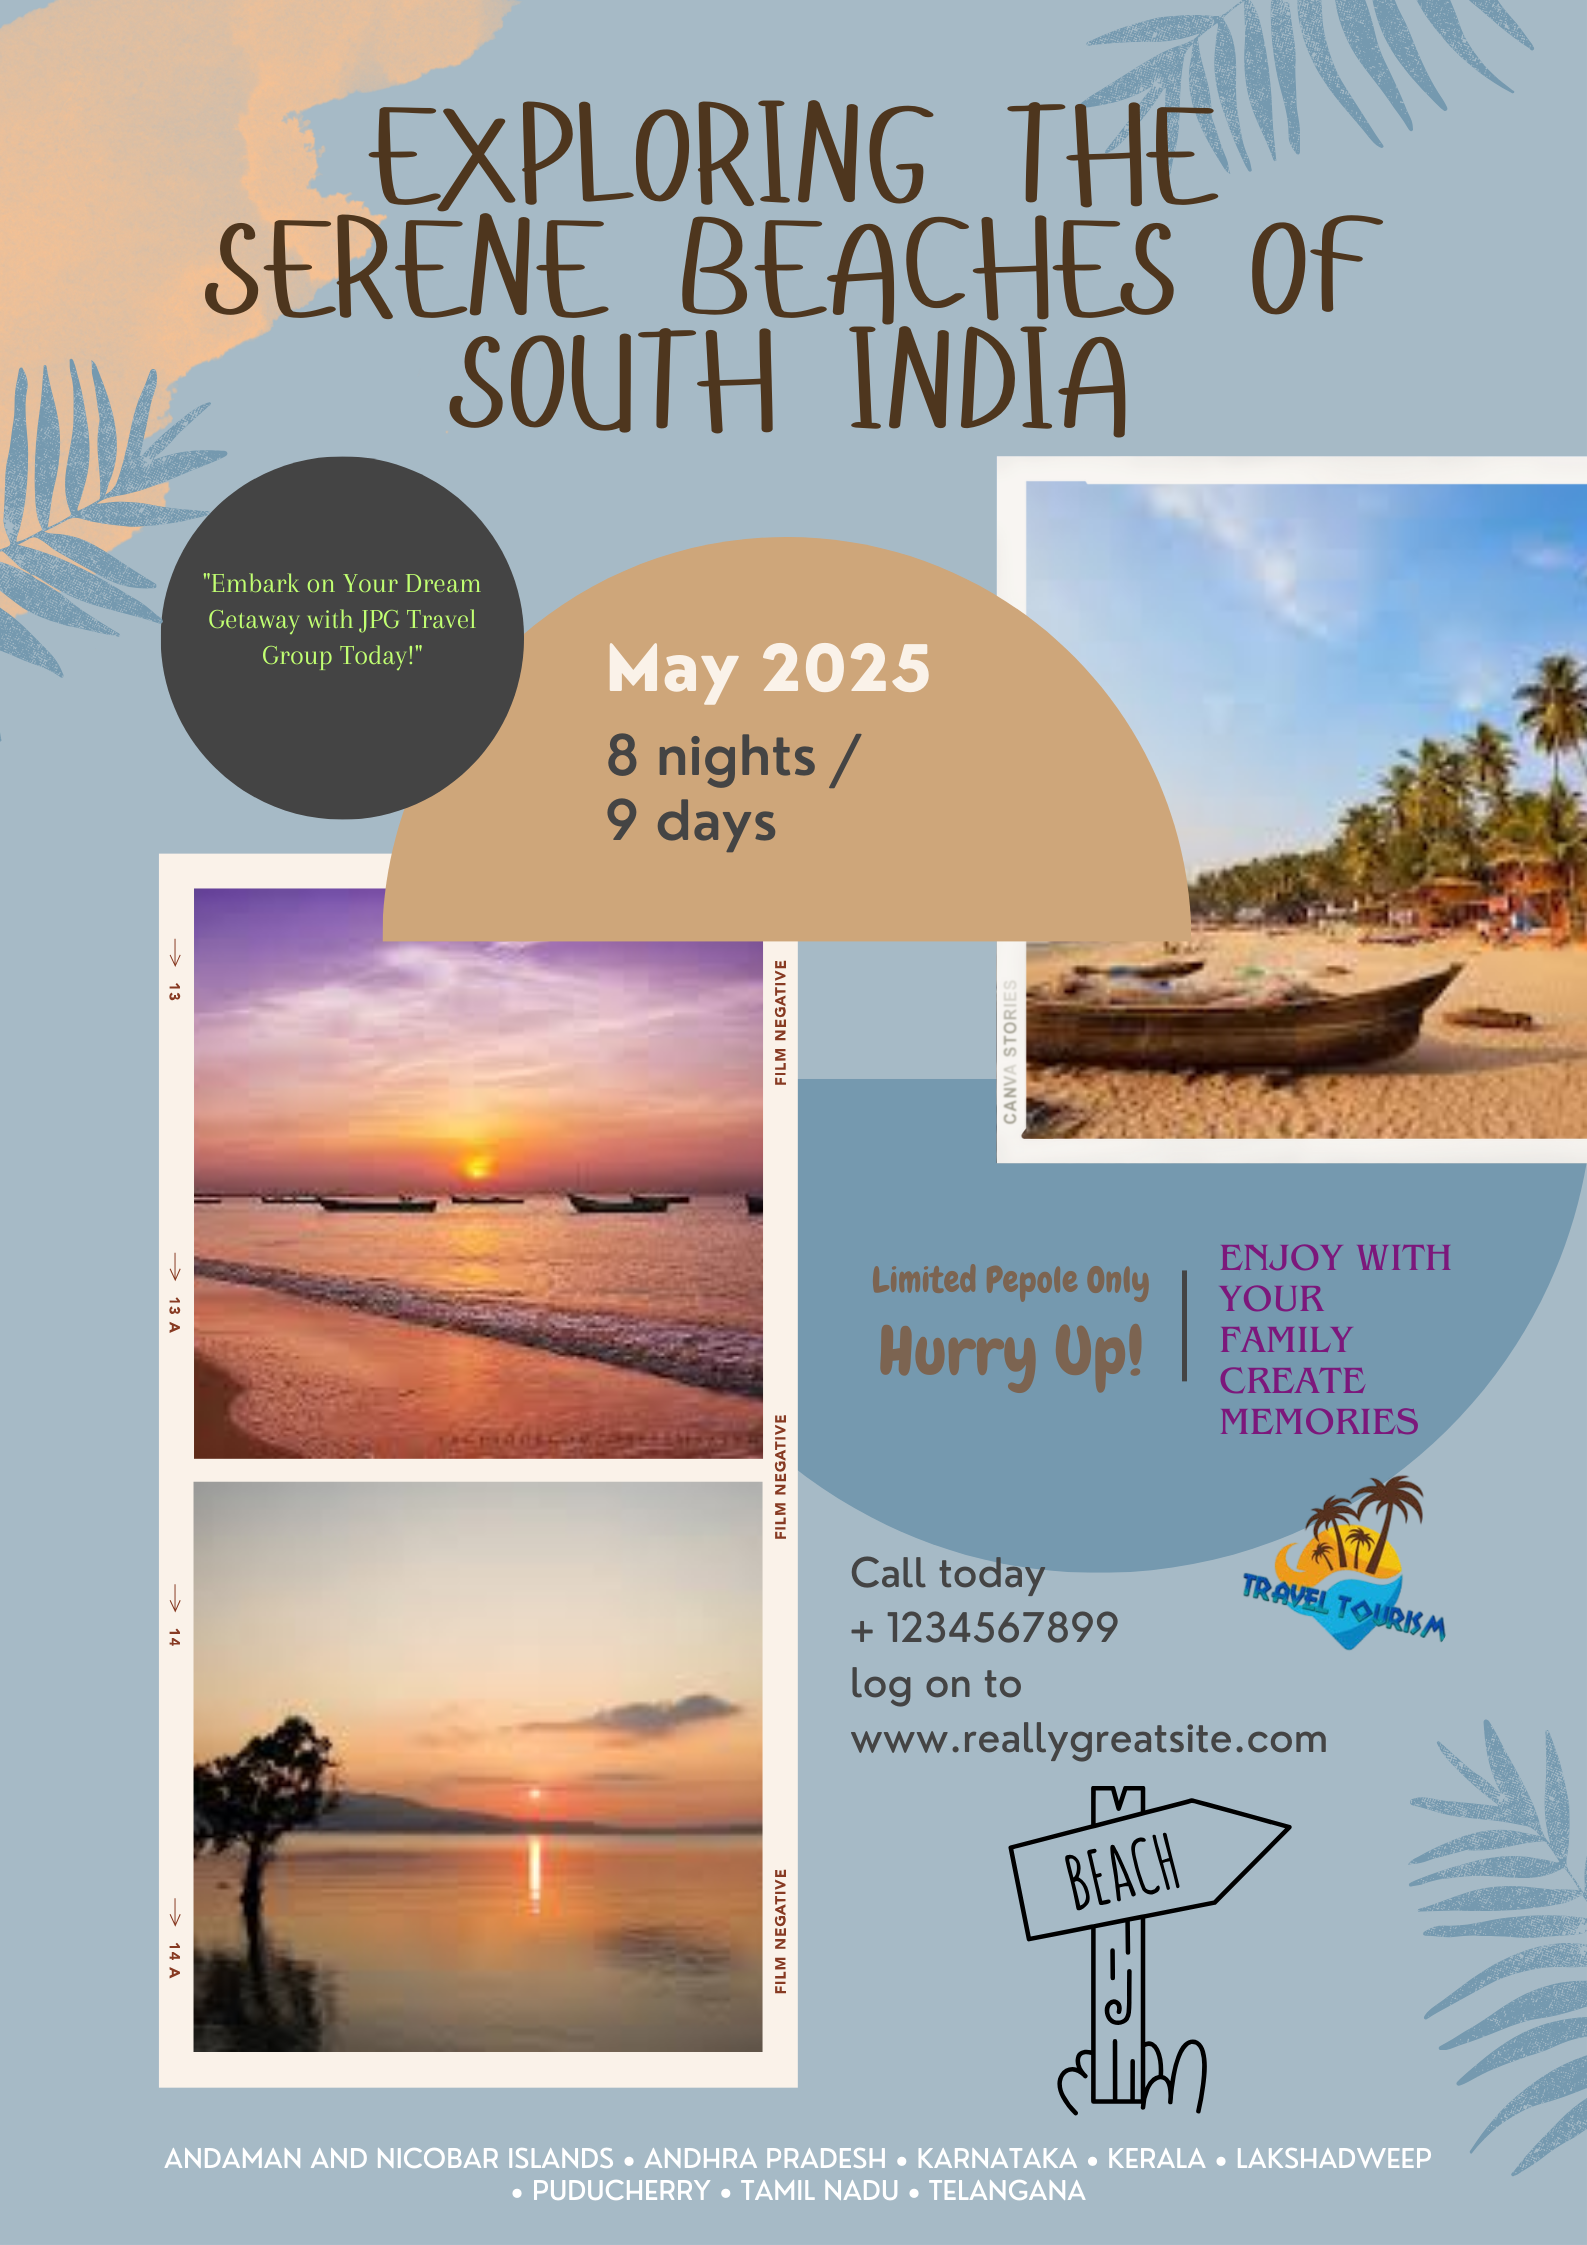 EXPLORING THE
SERENE BEACHES OF
SOUTH INDIA
"Embark on Your Dream
Getaway with JPG Travel
Group Today!"
May 2025
8 nights /
9 days
13
FILM NEGATIVE
CANVA STORIES
13 A
Limited Pepole Only
Hurry Up!
ENJOY WITH
YOUR
FAMILY
CREATE
MEMORIES
FILM NEGATIVE
TRAVEL TOURISM
Call today
+ 1234567899
log on to
www.reallygreatsite.com
14
BEACH
14 A
FILM NEGATIVE
ANDAMAN AND NICOBAR ISLANDS • ANDHRA PRADESH • KARNATAKA • KERALA • LAKSHADWEEP
• PUDUCHERRY • TAMIL NADU • TELANGANA